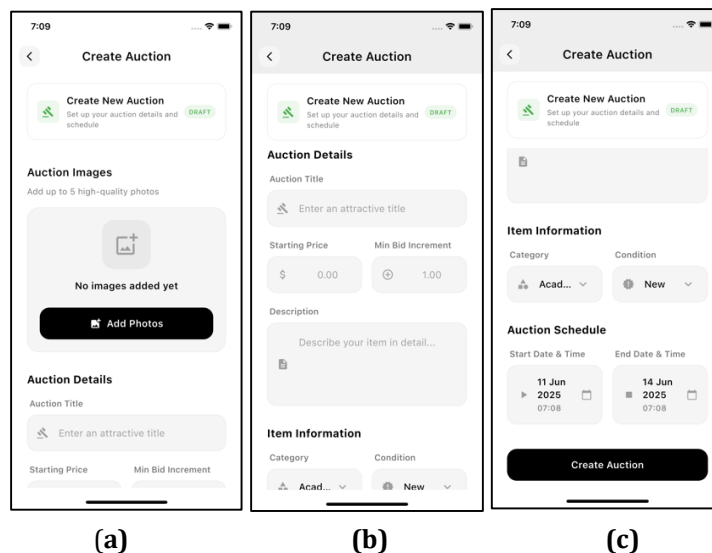 7:09
Create Auction
Create New Auction
Set up your auction details and
schedule
DRAFT
Auction Images
Add up to 5 high-quality photos
No images added yet
Add Photos
Auction Details
Auction Title
Enter an attractive title
Starting Price Min Bid Increment
(a)
7:09
Create Auction
Create New Auction
Set up your auction details and
schedule
DRAFT
Auction Details
Auction Title
Enter an attractive title
Starting Price Min Bid Increment
$ 0.00 1.00
Description
Describe your item in detail...
Item Information
Category Condition
Acad... New
(b)
7:09
Create Auction
Create New Auction
Set up your auction details and
schedule
DRAFT
Item Information
Category Condition
Acad... New
Auction Schedule
Start Date & Time End Date & Time
11 Jun 14 Jun
2025 2025
07:08 07:08
Create Auction
(c)